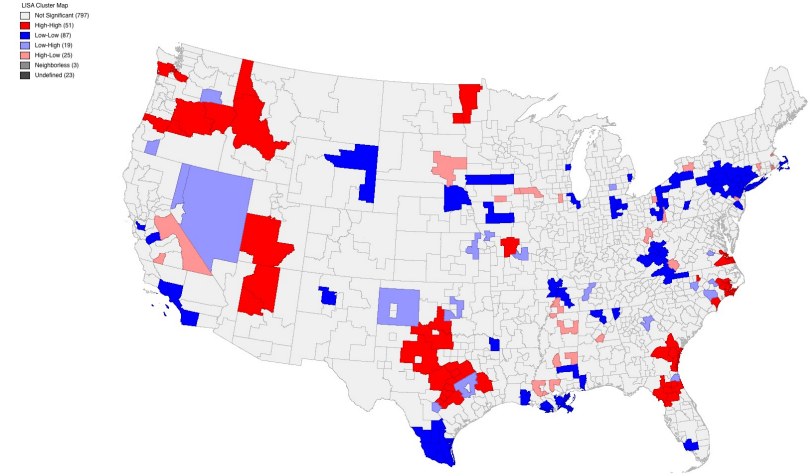 LISA Cluster Map
Not Significant (797)
High-High (51)
Low-Low (87)
Low-High (19)
High-Low (25)
Neighborless (3)
Undefined (23)